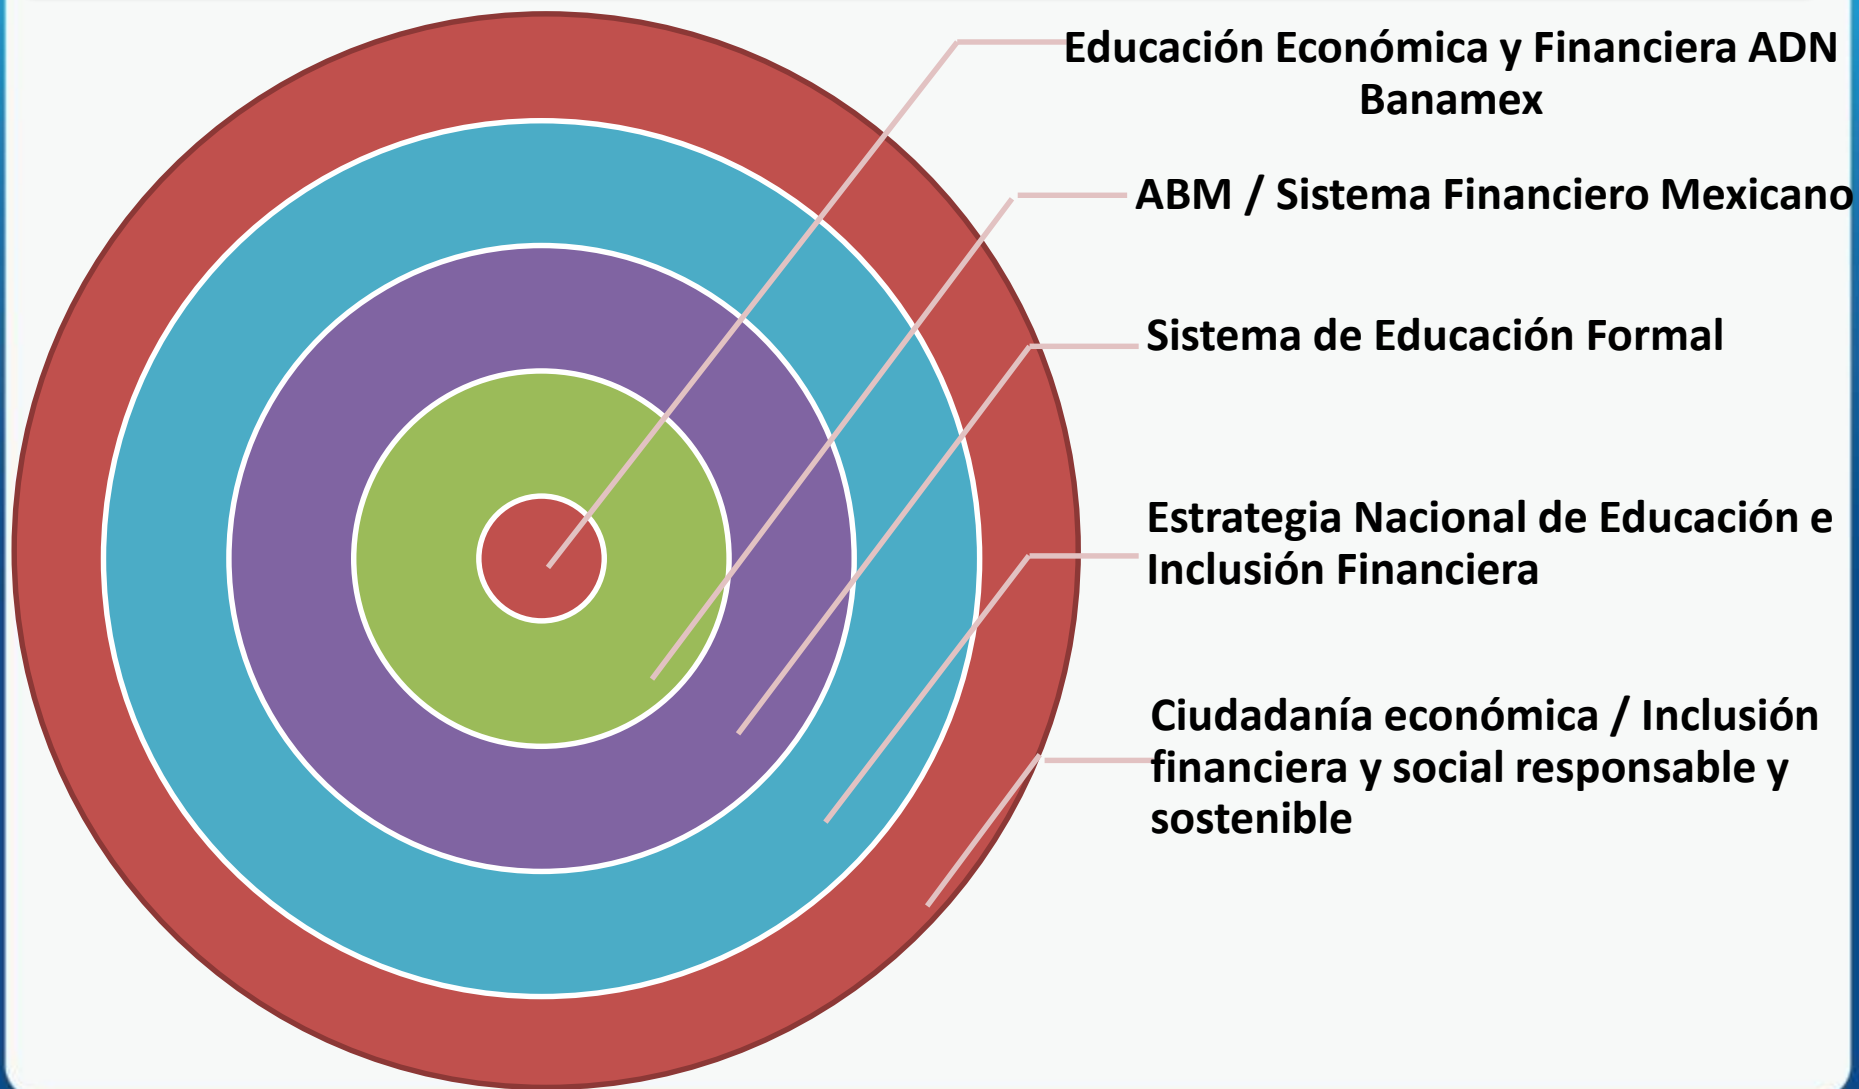 Educación Económica y Financiera ADN
Banamex
ABM / Sistema Financiero Mexicano
Sistema de Educación Formal
Estrategia Nacional de Educación e
Inclusión Financiera
Ciudadanía económica / Inclusión
financiera y social responsable y
sostenible